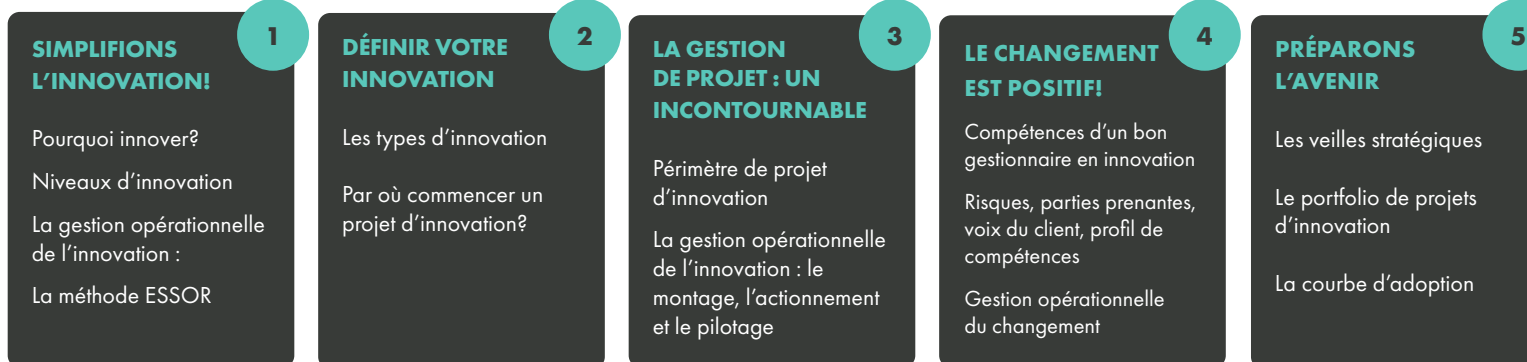 1
SIMPLIFIONS
L’INNOVATION!
Pourquoi innover?
Niveaux d’innovation
La gestion opérationnelle
de l’innovation :
La méthode ESSOR
2
DÉFINIR VOTRE
INNOVATION
Les types d’innovation
Par où commencer un
projet d’innovation?
3
LA GESTION
DE PROJET : UN
INCONTOURNABLE
Périmètre de projet
d’innovation
La gestion opérationnelle
de l’innovation : le
montage, l’actionnement
et le pilotage
4
LE CHANGEMENT
EST POSITIF!
Compétences d’un bon
gestionnaire en innovation
Risques, parties prenantes,
voix du client, profil de
compétences
Gestion opérationnelle
du changement
5
PRÉPARONS
L’AVENIR
Les veilles stratégiques
Le portfolio de projets
d’innovation
La courbe d’adoption